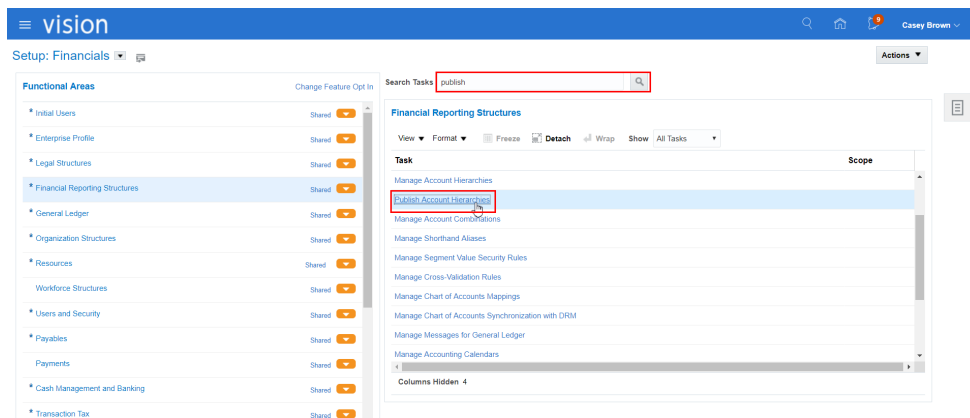 vision
9
Casey Brown
Setup: Financials
Actions
Functional Areas
Change Feature Opt In
* Initial Users Shared
* Enterprise Profile Shared
* Legal Structures Shared
* Financial Reporting Structures Shared
* General Ledger Shared
* Organization Structures Shared
* Resources Shared
Workforce Structures Shared
* Users and Security Shared
* Payables Shared
Payments Shared
* Cash Management and Banking Shared
* Transaction Tax Shared
Search Tasks publish
Financial Reporting Structures
View Format Freeze Detach Wrap Show All Tasks
Task Scope
Manage Account Hierarchies
Publish Account Hierarchies
Manage Account Combinations
Manage Shorthand Aliases
Manage Segment Value Security Rules
Manage Cross-Validation Rules
Manage Chart of Accounts Mappings
Manage Chart of Accounts Synchronization with DRM
Manage Messages for General Ledger
Manage Accounting Calendars
Columns Hidden 4